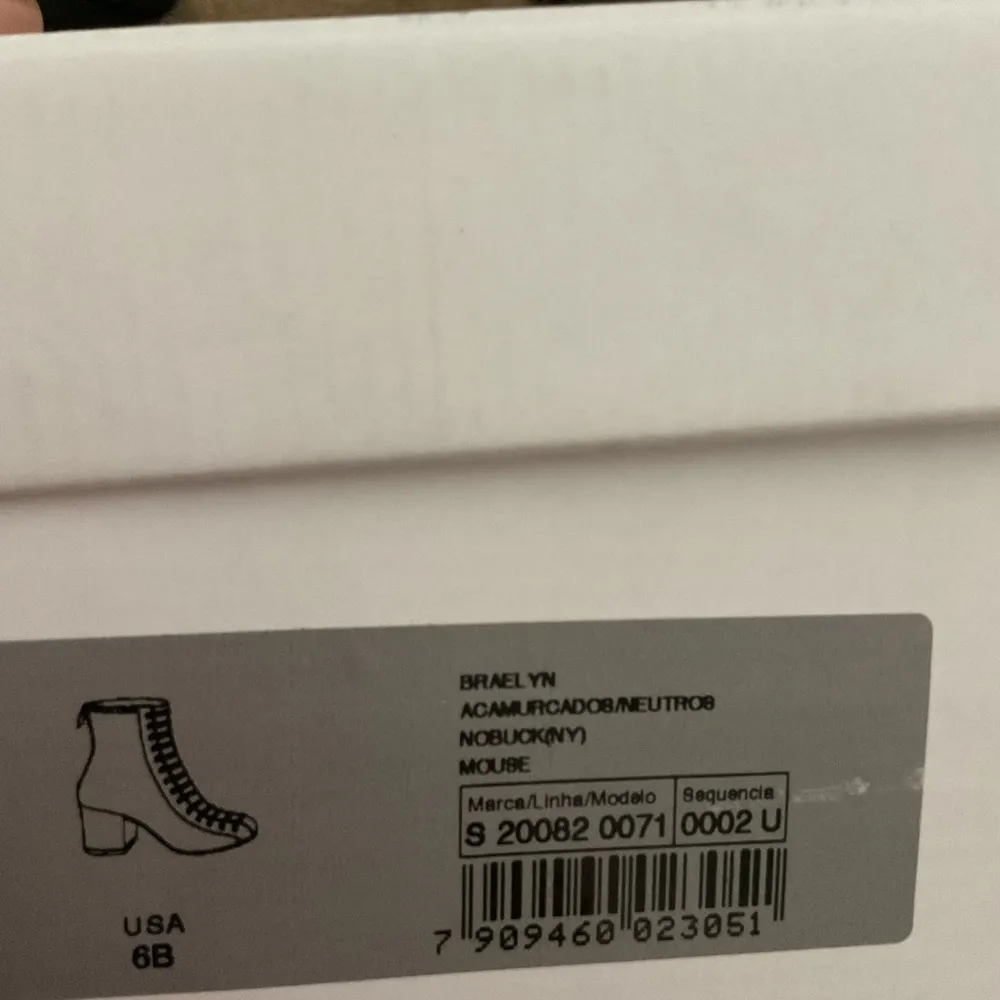 BRAELYN
ACAMURCADOS/NEUTROS
NOBUCK(NY)
MOUSE
Marca/Linha/Modelo Sequencia
S 20082 0071 0002 U
7 909460 023051
USA
6B